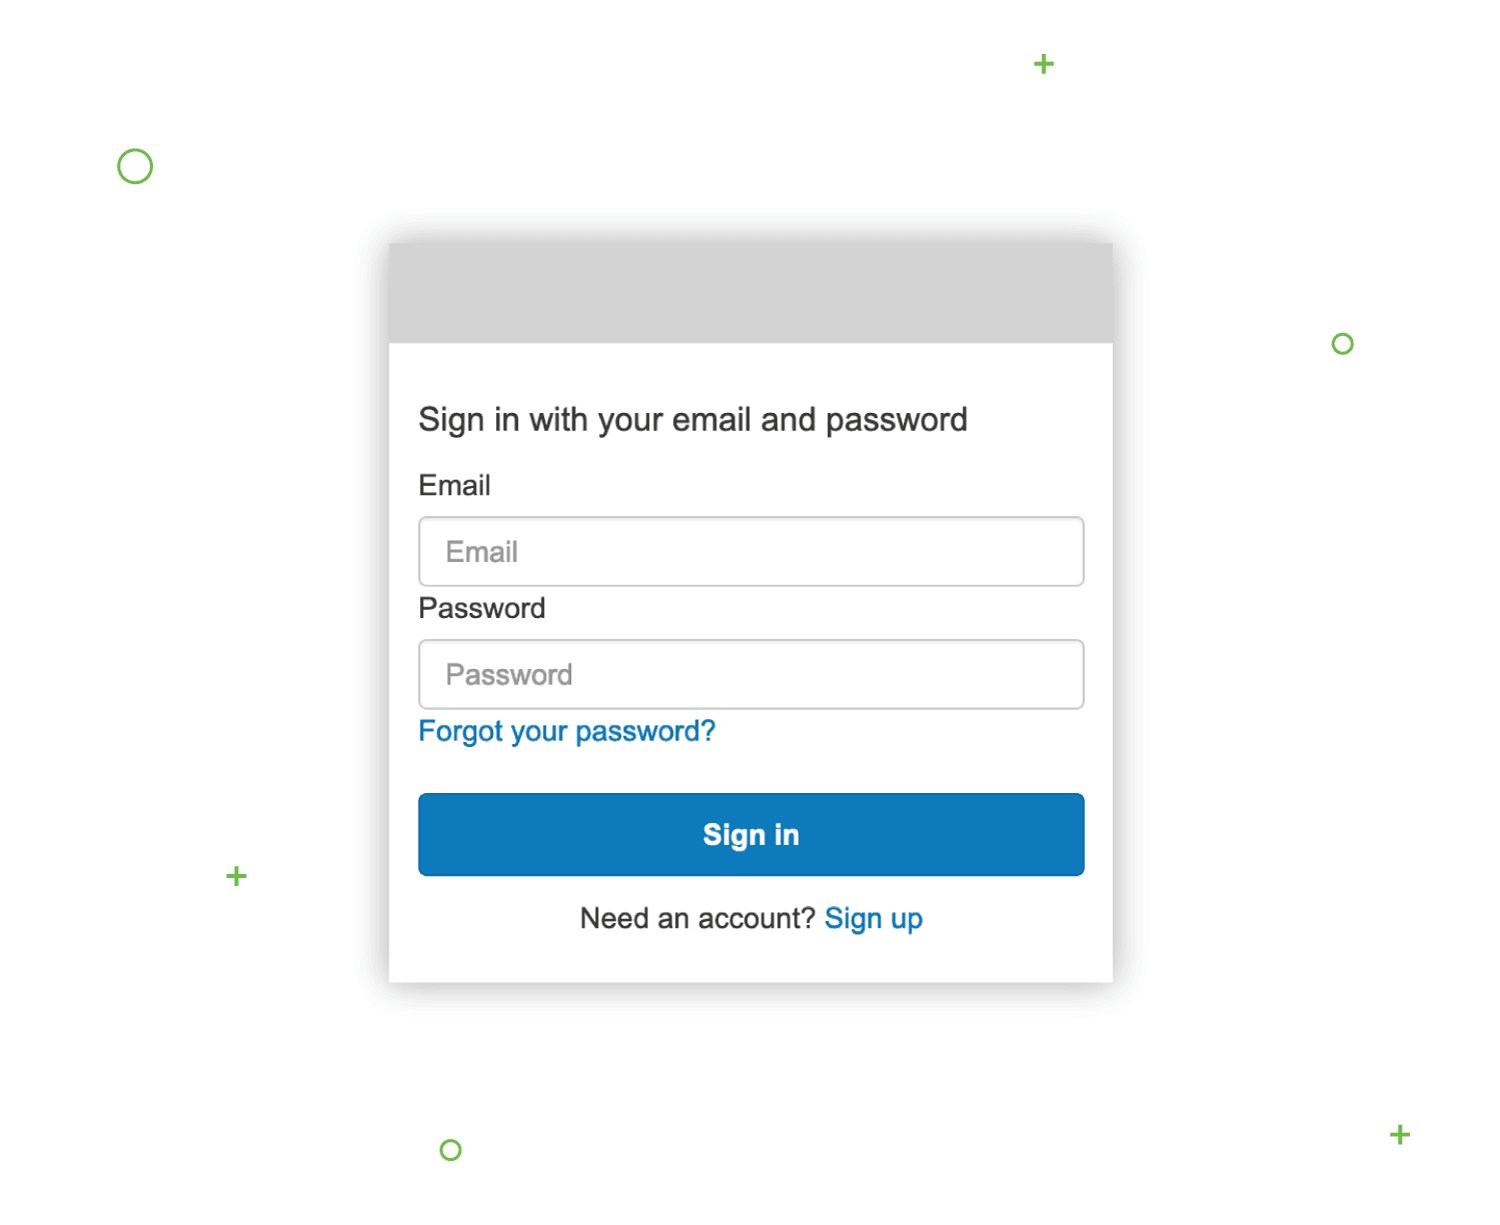 Sign in with your email and password
Email
Email
Password
Password
Forgot your password?
Sign in
Need an account? Sign up